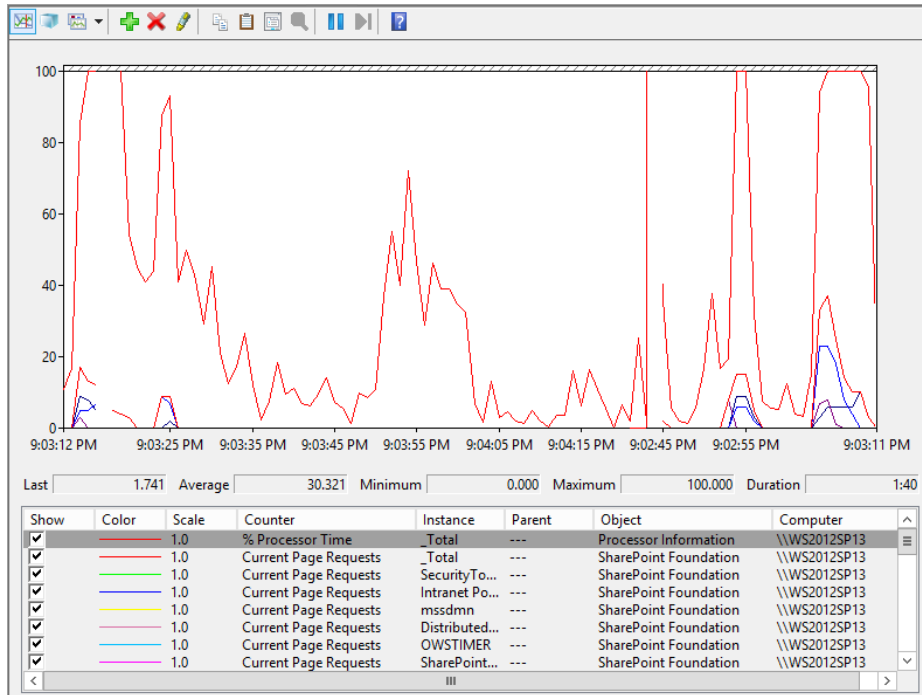 100
80
60
40
20
0
9:03:12 PM 9:03:25 PM 9:03:35 PM 9:03:45 PM 9:03:55 PM 9:04:05 PM 9:04:15 PM 9:02:45 PM 9:02:55 PM 9:03:11 PM
Last 1.741 Average 30.321 Minimum 0.000 Maximum 100.000 Duration 1:40
Show Color Scale Counter Instance Parent Object Computer
1.0 % Processor Time _Total --- Processor Information \\WS2012SP13
1.0 Current Page Requests _Total --- SharePoint Foundation \\WS2012SP13
1.0 Current Page Requests SecurityTo... --- SharePoint Foundation \\WS2012SP13
1.0 Current Page Requests Intranet Po... --- SharePoint Foundation \\WS2012SP13
1.0 Current Page Requests mssdmn --- SharePoint Foundation \\WS2012SP13
1.0 Current Page Requests Distributed... --- SharePoint Foundation \\WS2012SP13
1.0 Current Page Requests OWSTIMER --- SharePoint Foundation \\WS2012SP13
1.0 Current Page Requests SharePoint... --- SharePoint Foundation \\WS2012SP13